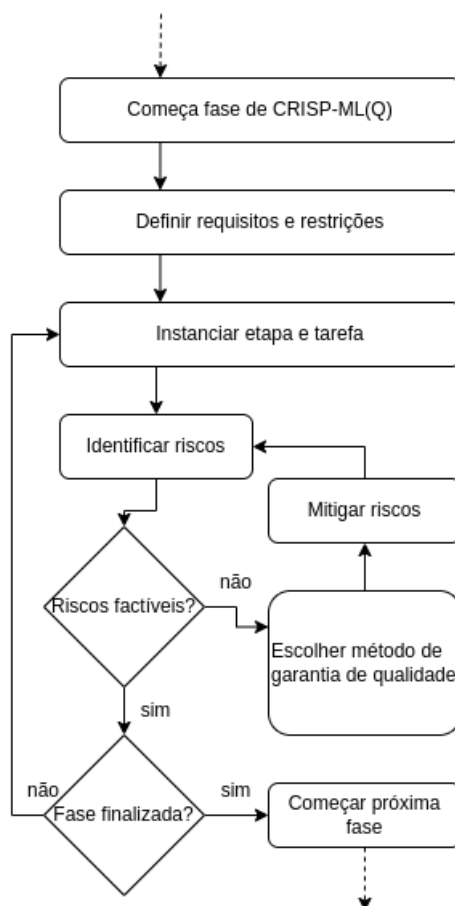 Começa fase de CRISP-ML(Q)
Definir requisitos e restrições
Instanciar etapa e tarefa
Identificar riscos
Mitigar riscos
Riscos factíveis?
não
Escolher método de
garantia de qualidade
sim
Fase finalizada?
não
sim
Começar próxima
fase